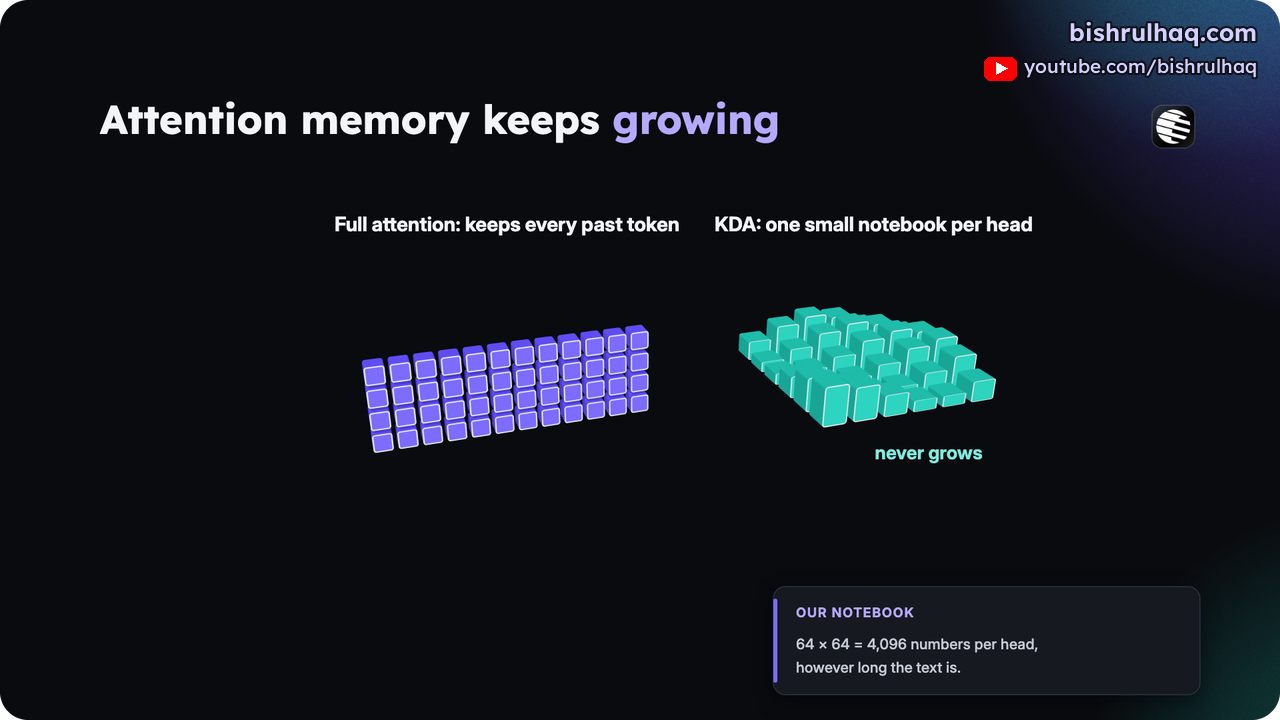 bishrulhaq.com
youtube.com/bishrulhaq
Attention memory keeps growing
Full attention: keeps every past token
KDA: one small notebook per head
never grows
OUR NOTEBOOK
64 × 64 = 4,096 numbers per head,
however long the text is.